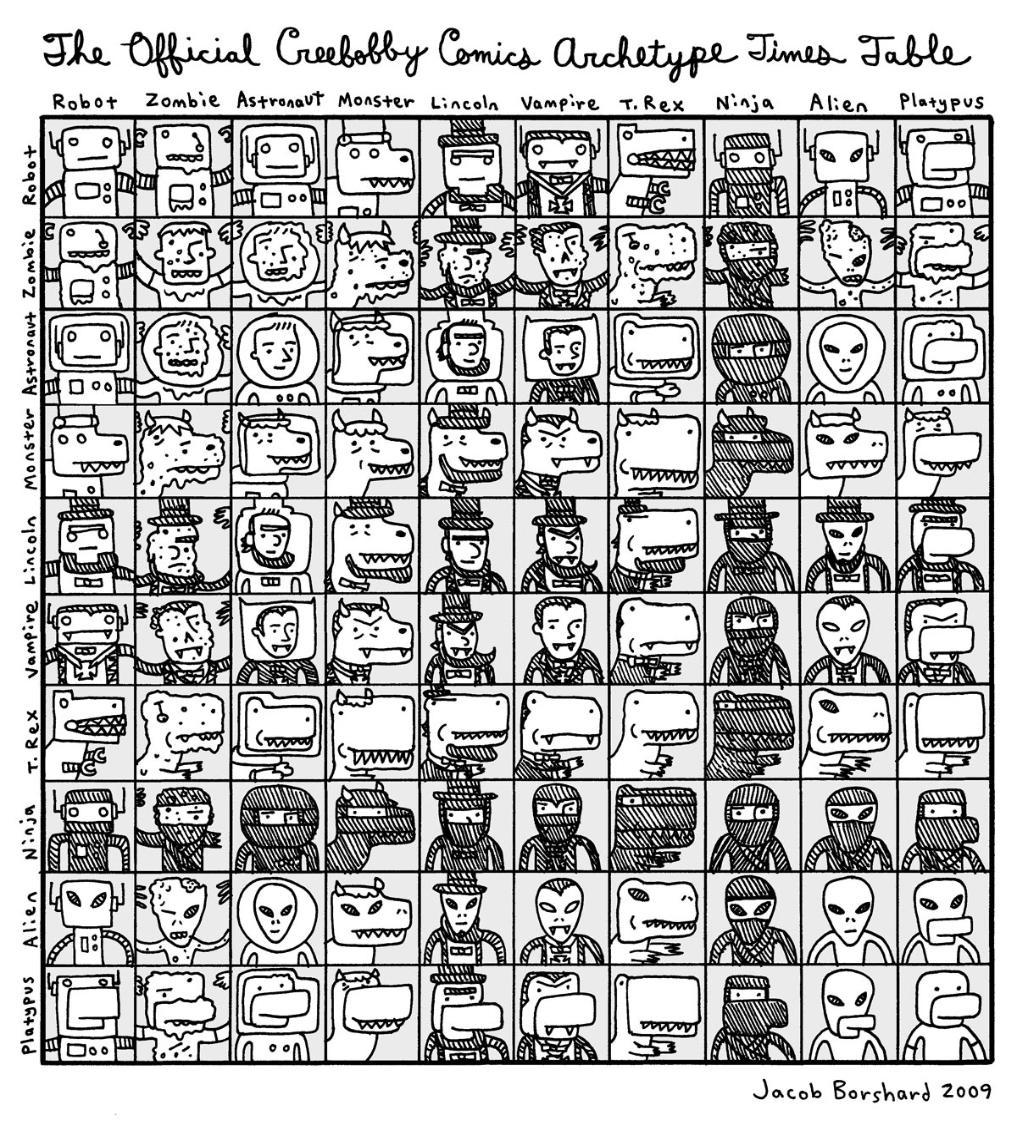 The Official Creebobby Comics Archetype Times Table
Robot Zombie Astronaut Monster Lincoln Vampire T.Rex Ninja Alien Platypus
Robot
Zombie
Astronaut
Monster
Lincoln
Vampire
T.Rex
Ninja
Alien
Platypus
Jacob Borshard 2009